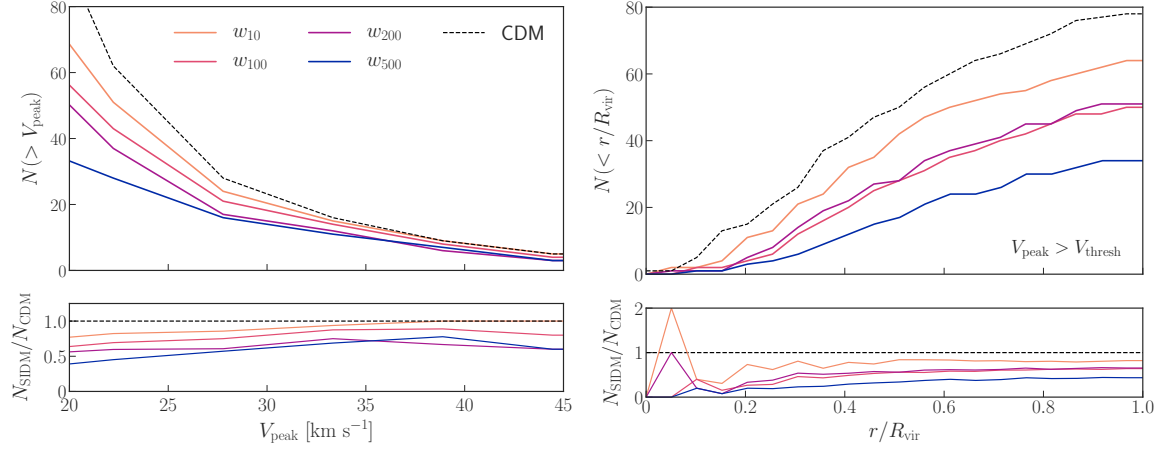 80
60
40
20
0
N(> V_peak)
w_10
w_100
w_200
w_500
CDM
1.0
0.5
0
N_SIDM/N_CDM
20 25 30 35 40 45
V_peak [km s^−1]
80
60
40
20
0
N(< r/R_vir)
V_peak > V_thresh
2
1
0
N_SIDM/N_CDM
0 0.2 0.4 0.6 0.8 1.0
r/R_vir